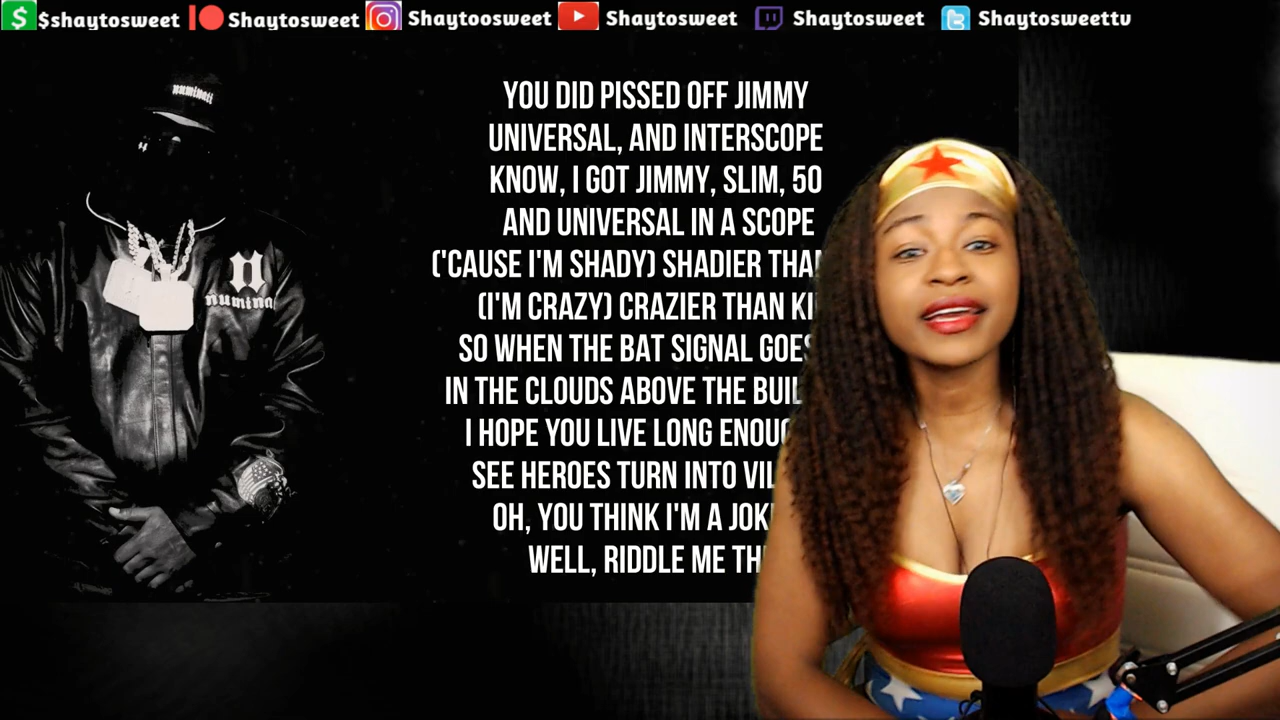 $shaytosweet Shaytosweet Shaytoosweet Shaytosweet Shaytosweet Shaytosweettv
numinati
YOU DID PISSED OFF JIMMY
UNIVERSAL, AND INTERSCOPE
KNOW, I GOT JIMMY, SLIM, 50
AND UNIVERSAL IN A SCOPE
('CAUSE I'M SHADY) SHADIER THAN
(I'M CRAZY) CRAZIER THAN
SO WHEN THE BAT SIGNAL GOES
IN THE CLOUDS ABOVE THE
I HOPE YOU LIVE LONG
SEE HEROES TURN INTO
OH, YOU THINK I'M A
WELL, RIDDLE ME
n